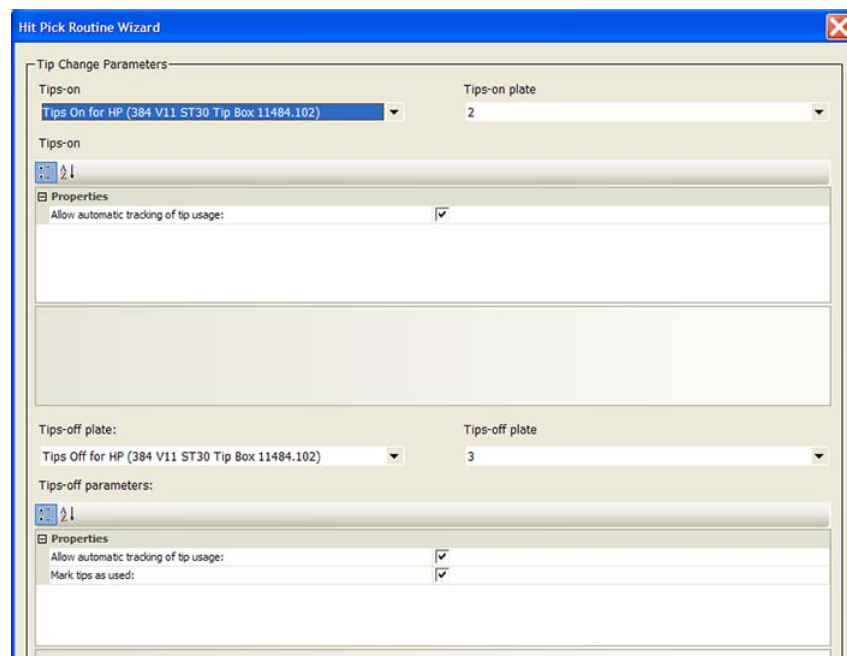 Hit Pick Routine Wizard
Tip Change Parameters
Tips-on Tips-on plate
Tips On for HP (384 V11 ST30 Tip Box 11484.102) 2
Tips-on
Properties
Allow automatic tracking of tip usage:
Tips-off plate: Tips-off plate
Tips Off for HP (384 V11 ST30 Tip Box 11484.102) 3
Tips-off parameters:
Properties
Allow automatic tracking of tip usage:
Mark tips as used: